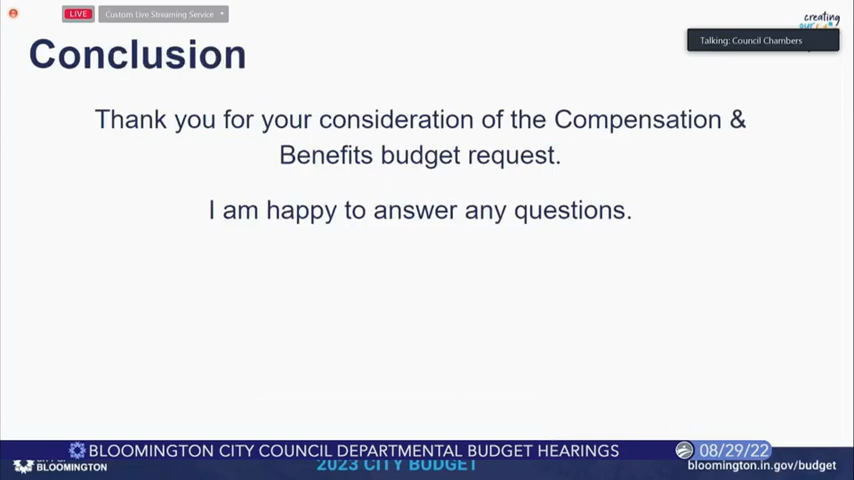 LIVE
Custom Live Streaming Service
creating
Talking: Council Chambers
Conclusion
Thank you for your consideration of the Compensation &
Benefits budget request.
I am happy to answer any questions.
BLOOMINGTON CITY COUNCIL DEPARTMENTAL BUDGET HEARINGS
08/29/22
BLOOMINGTON
2023 CITY BUDGET
bloomington.in.gov/budget